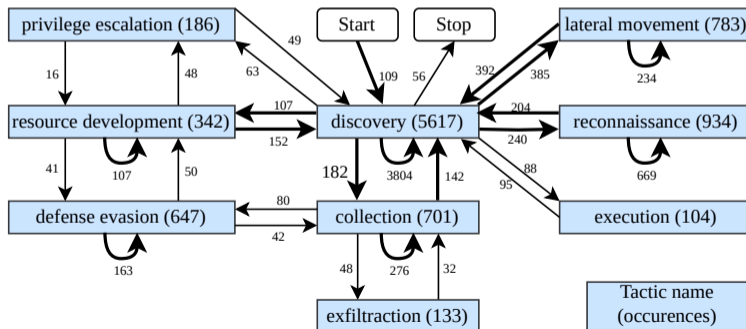 privilege escalation (186)
Start
Stop
lateral movement (783)
49
16
48
63
109
56
392
385
234
resource development (342)
107
152
discovery (5617)
204
240
reconnaissance (934)
107
3804
669
41
50
182
142
88
95
defense evasion (647)
80
42
collection (701)
execution (104)
163
48
276
32
exfiltraction (133)
Tactic name
(occurences)